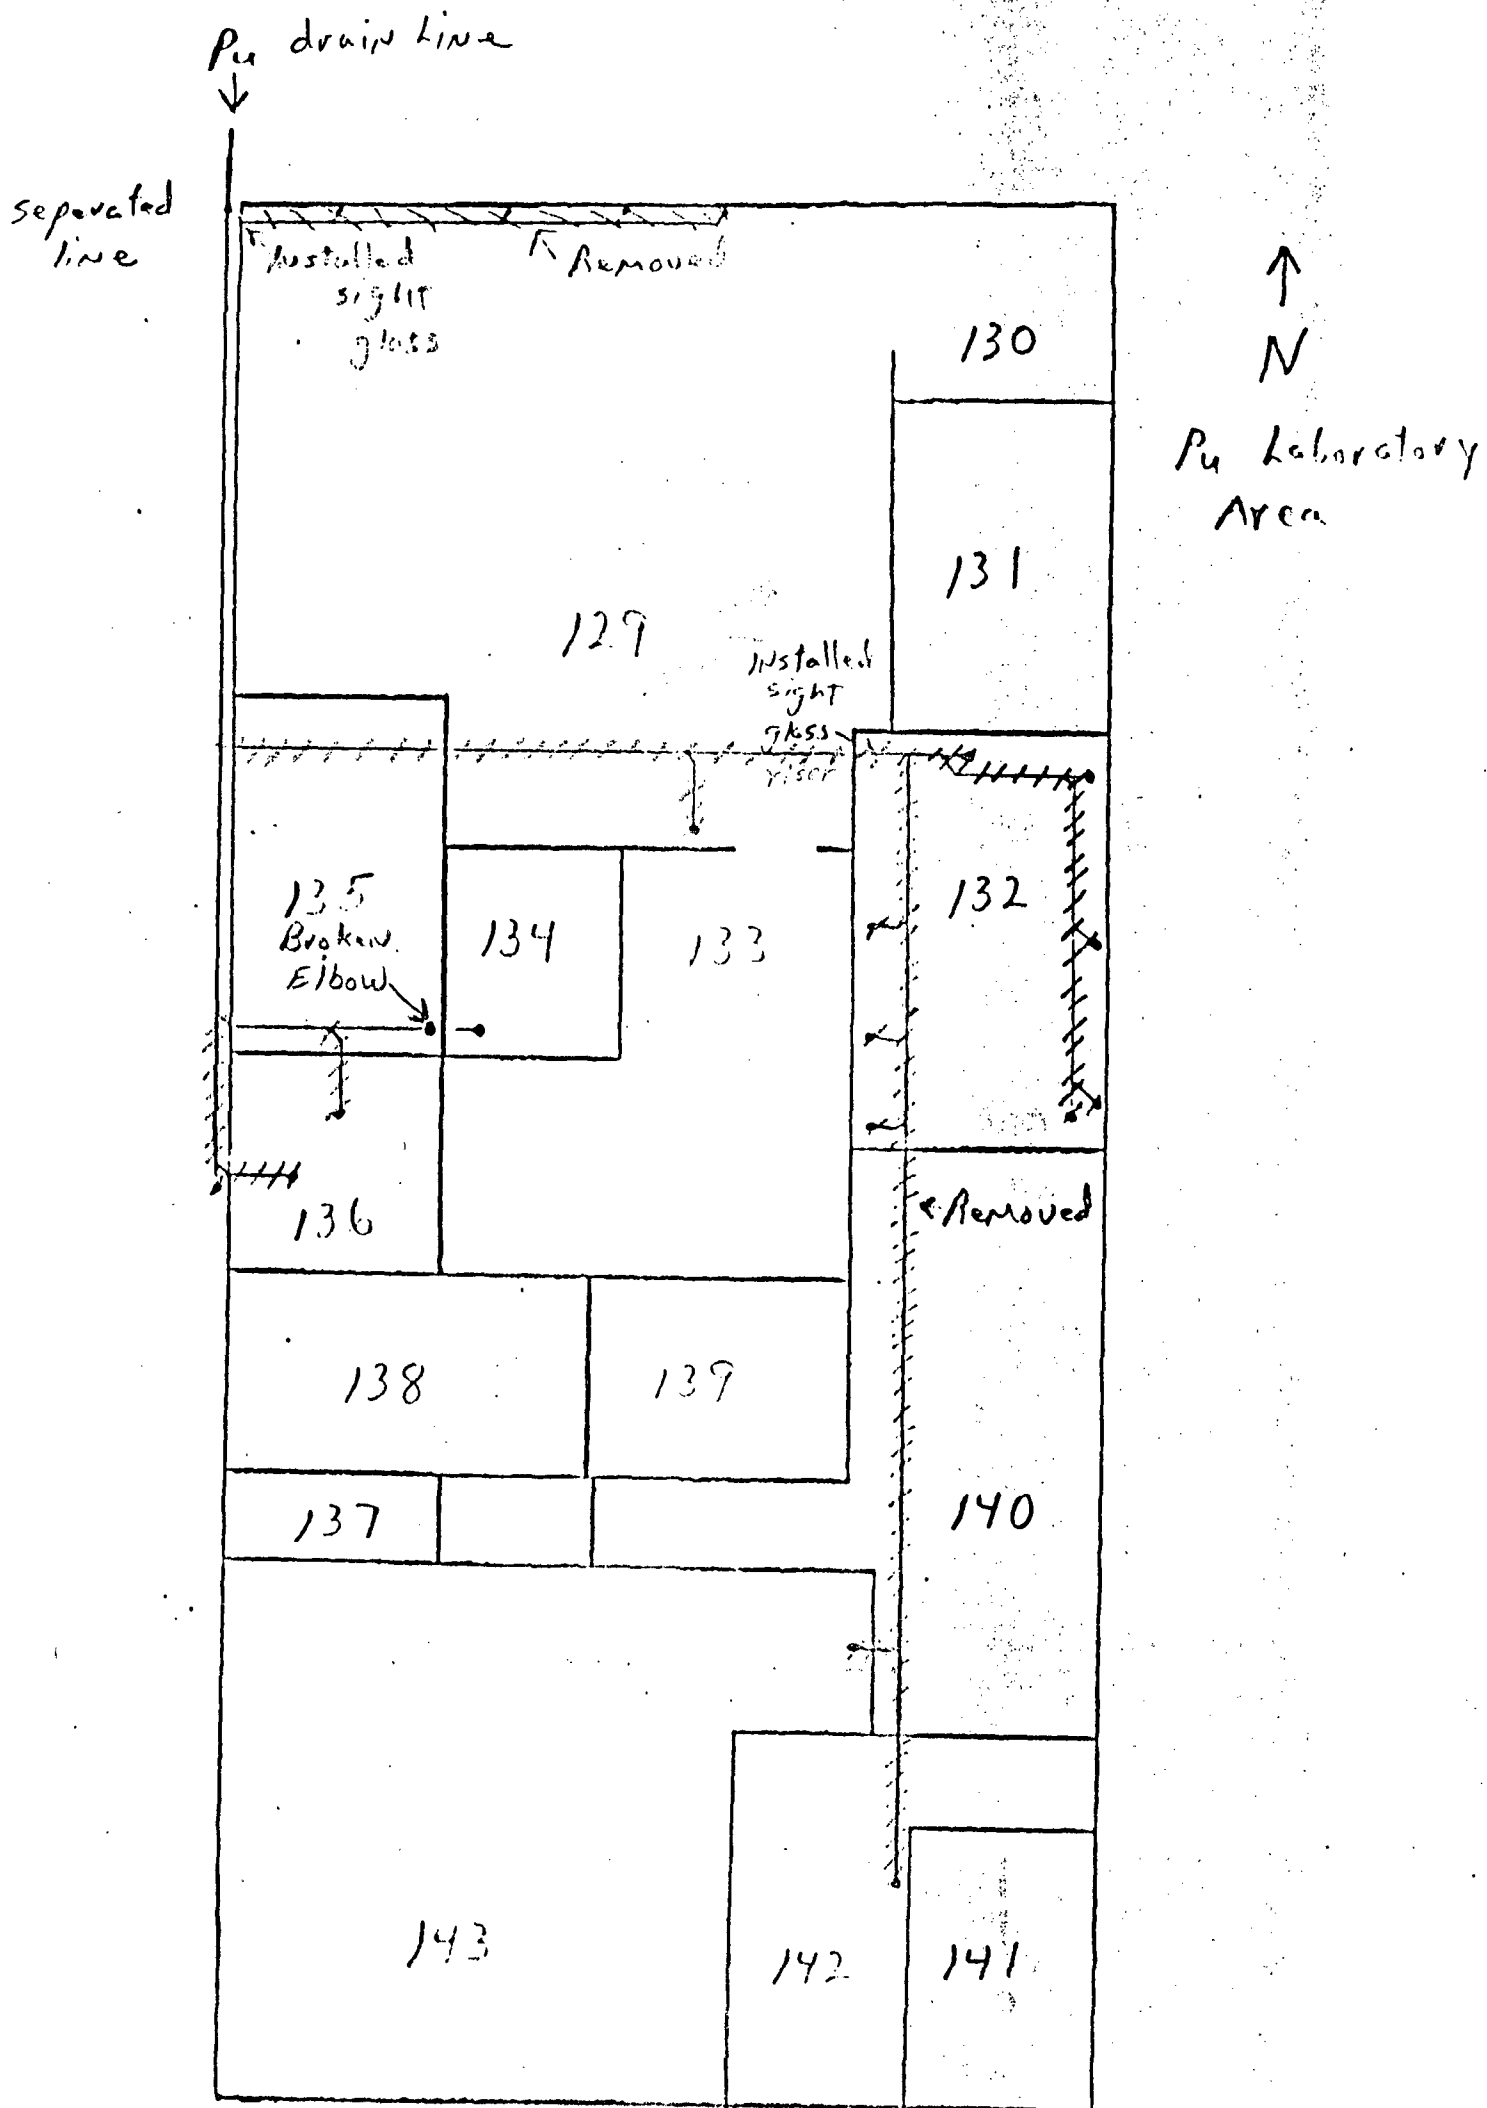 Pu drain Line
separated
line
Installed
sight
glass
Removed
130
N
Pu Laboratory
Area
131
129
Installed
sight
glass
riser
135
Broken
Elbow
134
133
132
136
Removed
138
139
137
140
143
142
141